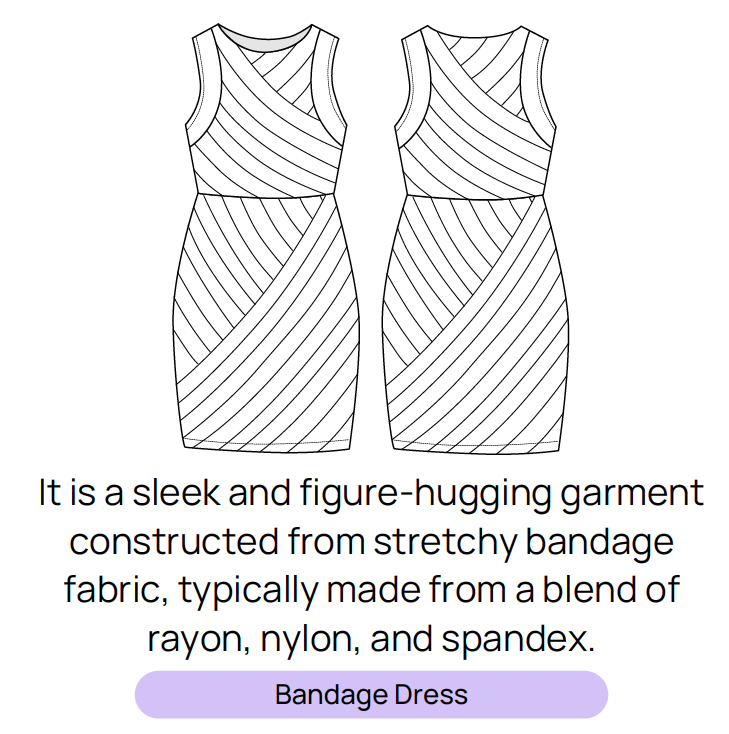 It is a sleek and figure-hugging garment
constructed from stretchy bandage
fabric, typically made from a blend of
rayon, nylon, and spandex.
Bandage Dress